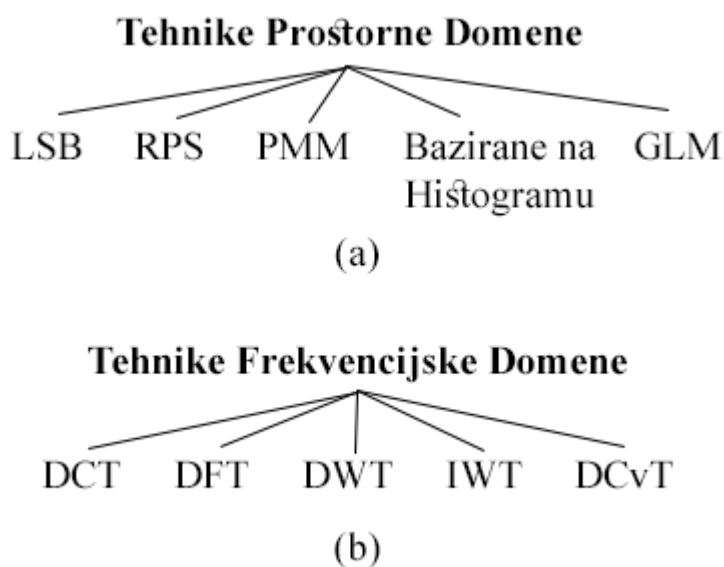 Tehnike Prostorne Domene
LSB RPS PMM Bazirane na GLM
Histogramu
(a)
Tehnike Frekvencijske Domene
DCT DFT DWT IWT DCvT
(b)